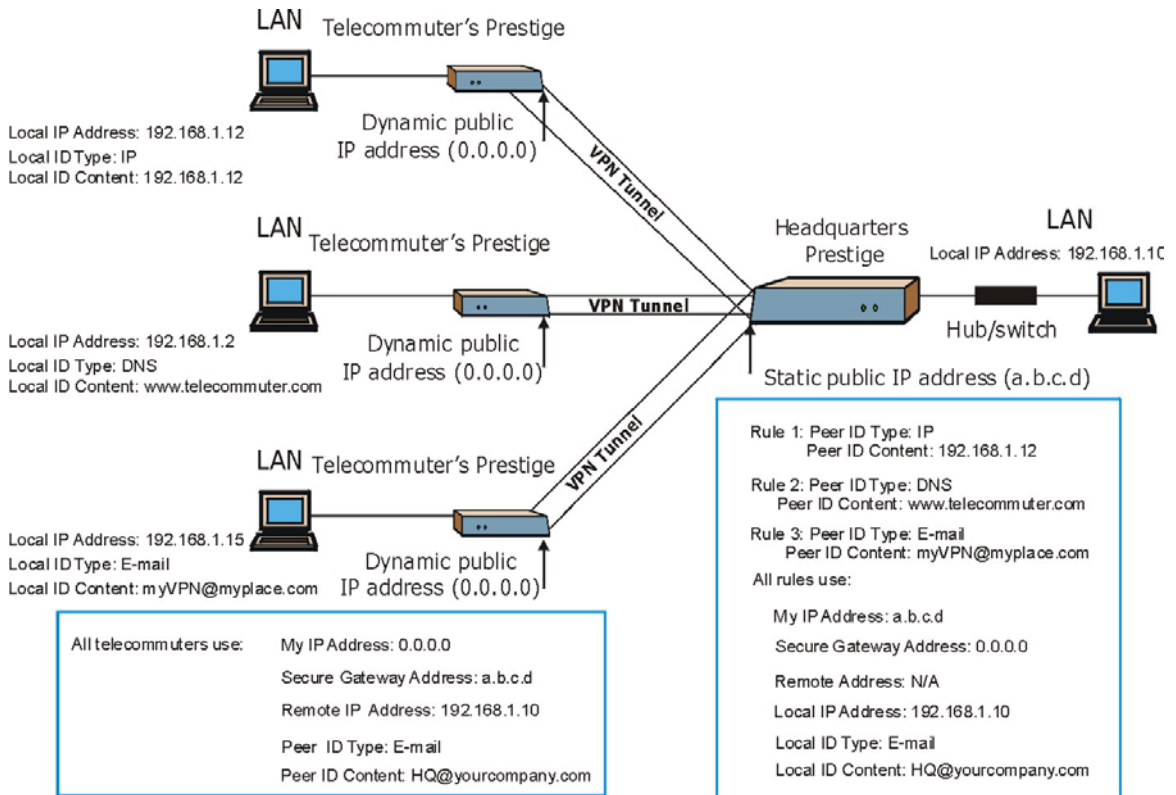 LAN
Telecommuter's Prestige
Dynamic public
IP address (0.0.0.0)
Local IP Address: 192.168.1.12
Local ID Type: IP
Local ID Content: 192.168.1.12
VPN Tunnel
LAN
Telecommuter's Prestige
Dynamic public
IP address (0.0.0.0)
Local IP Address: 192.168.1.2
Local ID Type: DNS
Local ID Content: www.telecommuter.com
VPN Tunnel
LAN
Telecommuter's Prestige
Dynamic public
IP address (0.0.0.0)
Local IP Address: 192.168.1.15
Local ID Type: E-mail
Local ID Content: myVPN@myplace.com
VPN Tunnel
Headquarters
Prestige
LAN
Local IP Address: 192.168.1.10
Hub/switch
Static public IP address (a.b.c.d)
All telecommuters use:
My IP Address: 0.0.0.0
Secure Gateway Address: a.b.c.d
Remote IP Address: 192.168.1.10
Peer ID Type: E-mail
Peer ID Content: HQ@yourcompany.com
Rule 1: Peer ID Type: IP
Peer ID Content: 192.168.1.12
Rule 2: Peer ID Type: DNS
Peer ID Content: www.telecommuter.com
Rule 3: Peer ID Type: E-mail
Peer ID Content: myVPN@myplace.com
All rules use:
My IP Address: a.b.c.d
Secure Gateway Address: 0.0.0.0
Remote Address: N/A
Local IP Address: 192.168.1.10
Local ID Type: E-mail
Local ID Content: HQ@yourcompany.com